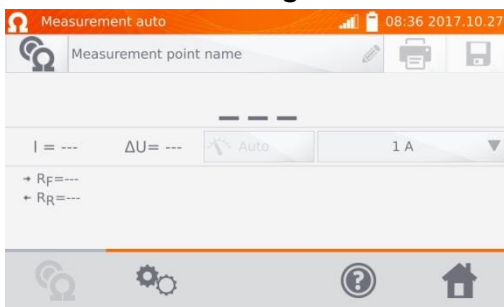 Measurement auto 08:36 2017.10.27
Measurement point name
---
I = --- ΔU= --- Auto 1 A
→ RF=---
← RR=---